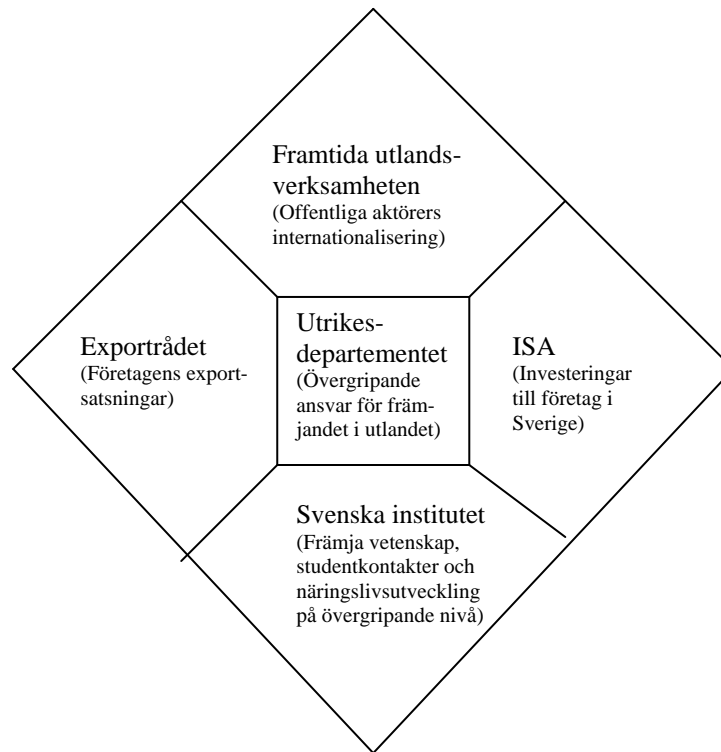 Framtida utlands-
verksamheten
(Offentliga aktörers
internationalisering)
Exportrådet
(Företagens export-
satsningar)
Utrikes-
departementet
(Övergripande
ansvar för främ-
jandet i utlandet)
ISA
(Investeringar
till företag i
Sverige)
Svenska institutet
(Främja vetenskap,
studentkontakter och
näringslivsutveckling
på övergripande nivå)